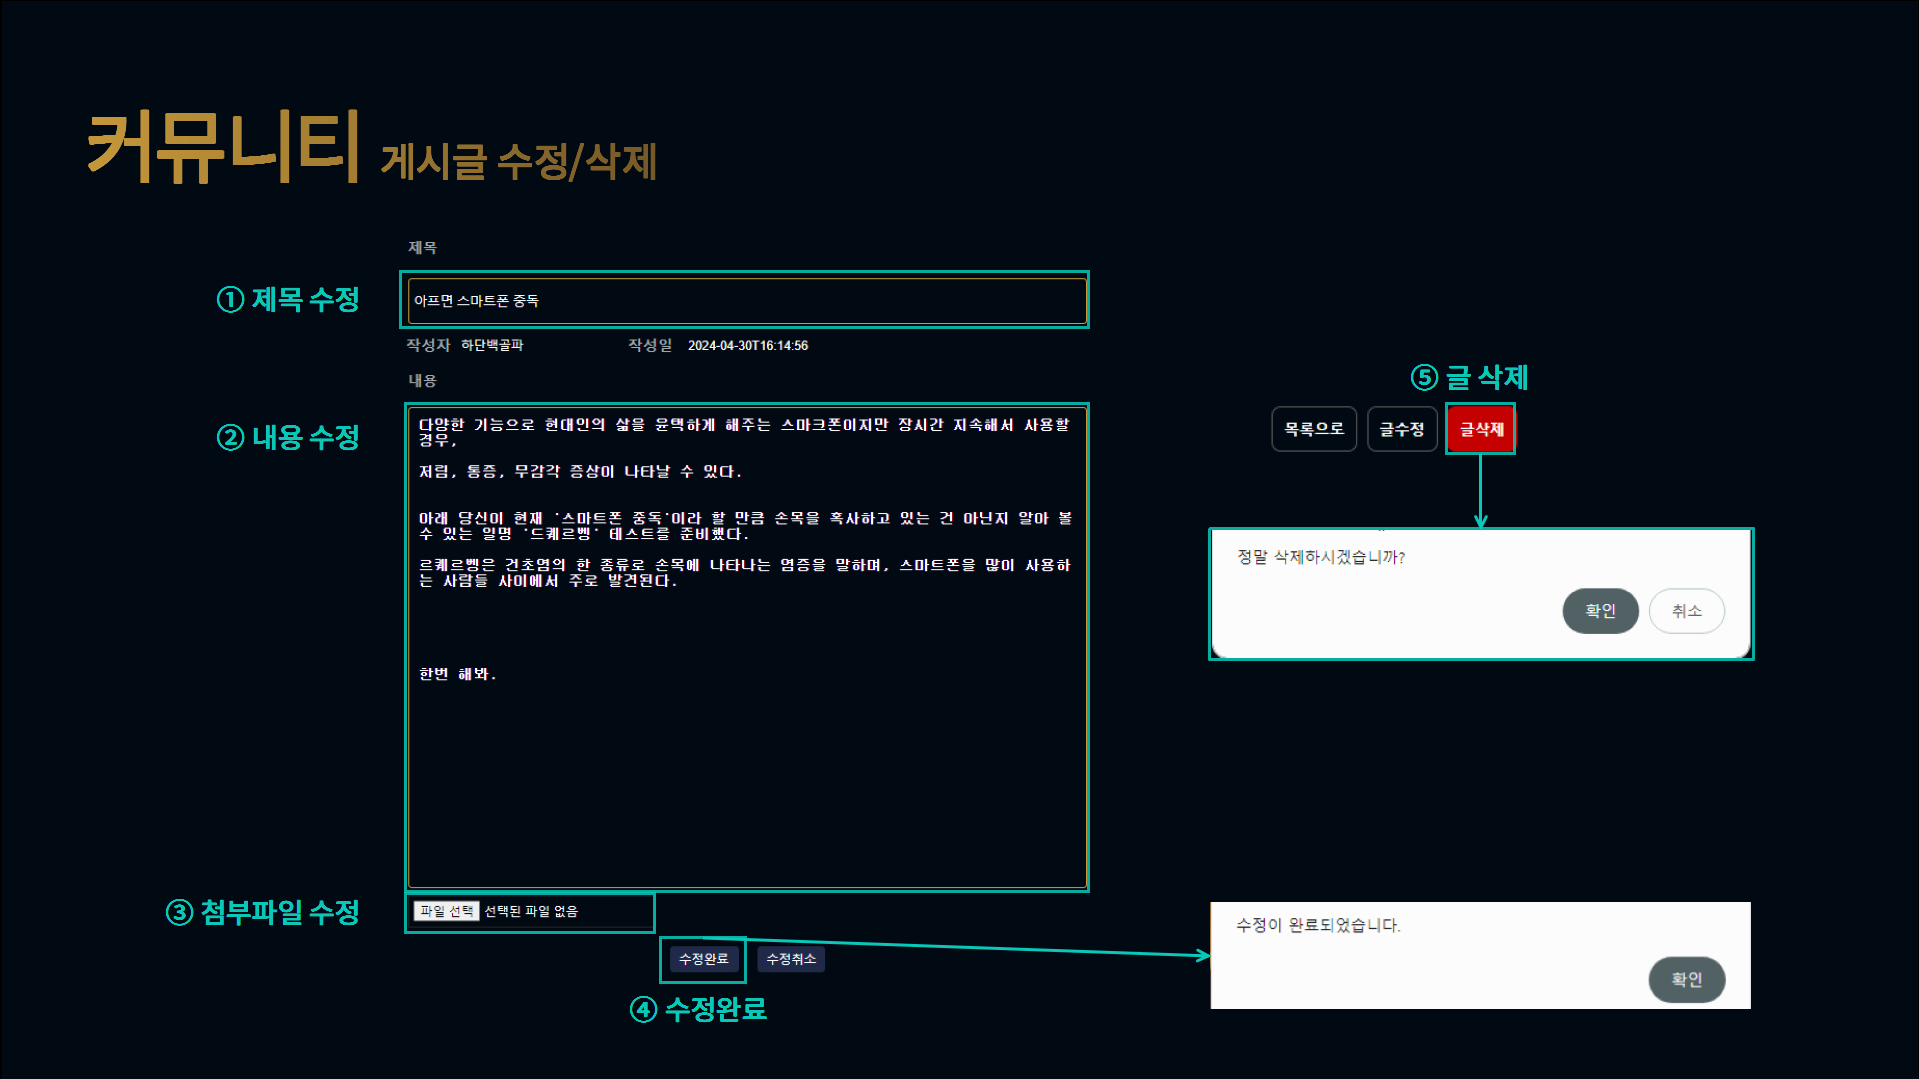 커뮤니티 게시글 수정/삭제
제목
① 제목 수정
아프면 스마트폰 중독
작성자 하단백골파 작성일 2024-04-30T16:14:56
내용
② 내용 수정
다양한 기능으로 현대인의 삶을 윤택하게 해주는 스마크폰이지만 장시간 지속해서 사용할
경우,
저림, 통증, 무감각 증상이 나타날 수 있다.
아래 당신이 현재 '스마트폰 중독'이라 할 만큼 손목을 혹사하고 있는 건 아닌지 알아 볼
수 있는 일명 '드퀘르벵' 테스트를 준비했다.
르퀘르벵은 건초염의 한 종류로 손목에 나타나는 염증을 말하며, 스마트폰을 많이 사용하
는 사람들 사이에서 주로 발견된다.
한번 해봐.
③ 첨부파일 수정
파일 선택 선택된 파일 없음
수정완료 수정취소
④ 수정완료
⑤ 글 삭제
목록으로 글수정 글삭제
정말 삭제하시겠습니까?
확인 취소
수정이 완료되었습니다.
확인